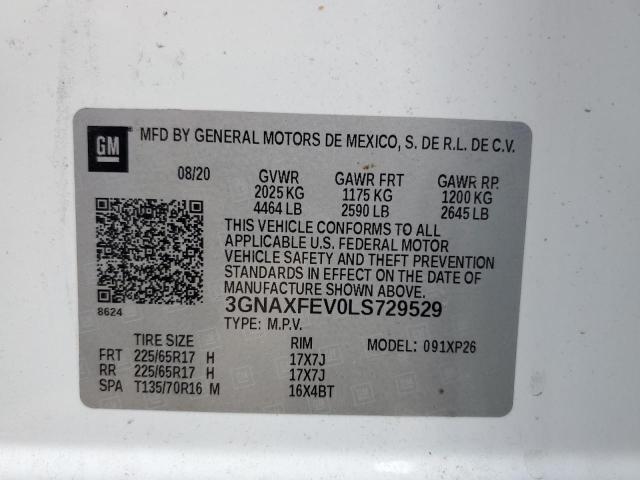 GM MFD BY GENERAL MOTORS DE MEXICO, S. DE R.L. DE C.V.
08/20 GVWR GAWR FRT GAWR RP.
2025 KG 1175 KG 1200 KG
4464 LB 2590 LB 2645 LB
THIS VEHICLE CONFORMS TO ALL
APPLICABLE U.S. FEDERAL MOTOR
VEHICLE SAFETY AND THEFT PREVENTION
STANDARDS IN EFFECT ON THE DATE OF
MANUFACTURE SHOWN ABOVE.
8624 3GNAXFEV0LS729529
TYPE: M.P.V.
TIRE SIZE RIM MODEL: 091XP26
FRT 225/65R17 H 17X7J
RR 225/65R17 H 17X7J
SPA T135/70R16 M 16X4BT